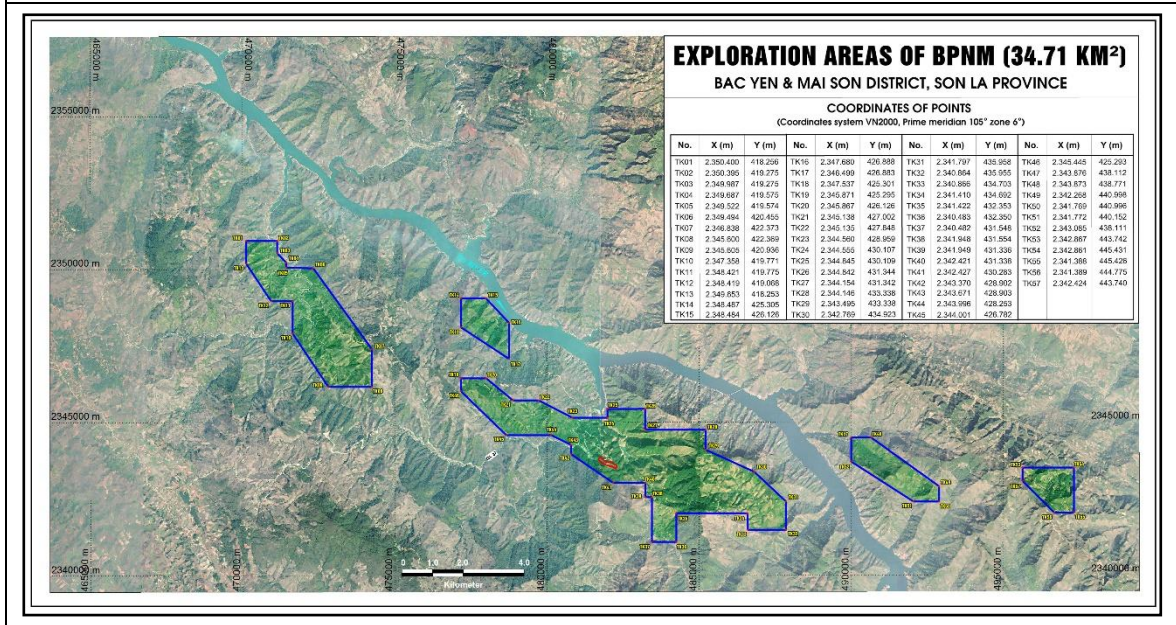 EXPLORATION AREAS OF BPNM (34.71 KM²)
BAC YEN & MAI SON DISTRICT, SON LA PROVINCE
COORDINATES OF POINTS
(Coordinates system VN2000, Prime meridian 105° zone 6°)
No. X (m) Y (m) No. X (m) Y (m) No. X (m) Y (m) No. X (m) Y (m)
TK01 2.350.400 418.256 TK16 2.347.680 426.888 TK31 2.341.797 435.958 TK46 2.345.445 425.293
TK02 2.350.395 419.275 TK17 2.346.499 426.883 TK32 2.340.864 435.955 TK47 2.343.876 438.112
TK03 2.349.987 419.275 TK18 2.347.537 425.301 TK33 2.340.866 434.703 TK48 2.343.873 438.771
TK04 2.349.687 419.575 TK19 2.345.871 425.295 TK34 2.341.410 434.692 TK49 2.342.268 440.998
TK05 2.349.522 419.574 TK20 2.345.867 426.126 TK35 2.341.422 432.353 TK50 2.341.769 440.996
TK06 2.349.494 420.455 TK21 2.345.138 427.002 TK36 2.340.483 432.350 TK51 2.341.772 440.152
TK07 2.346.838 422.373 TK22 2.345.135 427.848 TK37 2.340.482 431.548 TK52 2.343.085 438.111
TK08 2.345.600 422.369 TK23 2.344.560 428.959 TK38 2.341.948 431.554 TK53 2.342.867 443.742
TK09 2.345.605 420.936 TK24 2.344.555 430.107 TK39 2.341.949 431.336 TK54 2.342.861 445.431
TK10 2.347.358 419.771 TK25 2.344.845 430.109 TK40 2.342.421 431.338 TK55 2.341.388 445.426
TK11 2.348.421 419.775 TK26 2.344.842 431.344 TK41 2.342.427 430.283 TK56 2.341.389 444.775
TK12 2.348.419 419.068 TK27 2.344.154 431.342 TK42 2.343.370 428.902 TK57 2.342.424 443.740
TK13 2.349.653 418.253 TK28 2.344.146 433.338 TK43 2.343.671 428.903
TK14 2.348.487 425.305 TK29 2.343.495 433.338 TK44 2.343.996 428.253
TK15 2.348.484 426.126 TK30 2.342.769 434.923 TK45 2.344.001 426.782
465000 m
470000 m
475000 m
480000 m
2355000 m
2350000 m
2345000 m
2345000 m
2340000 m
2340000 m
0 1.0 2.0 4.0
Kilometer
465000 m
470000 m
475000 m
480000 m
485000 m
490000 m
495000 m